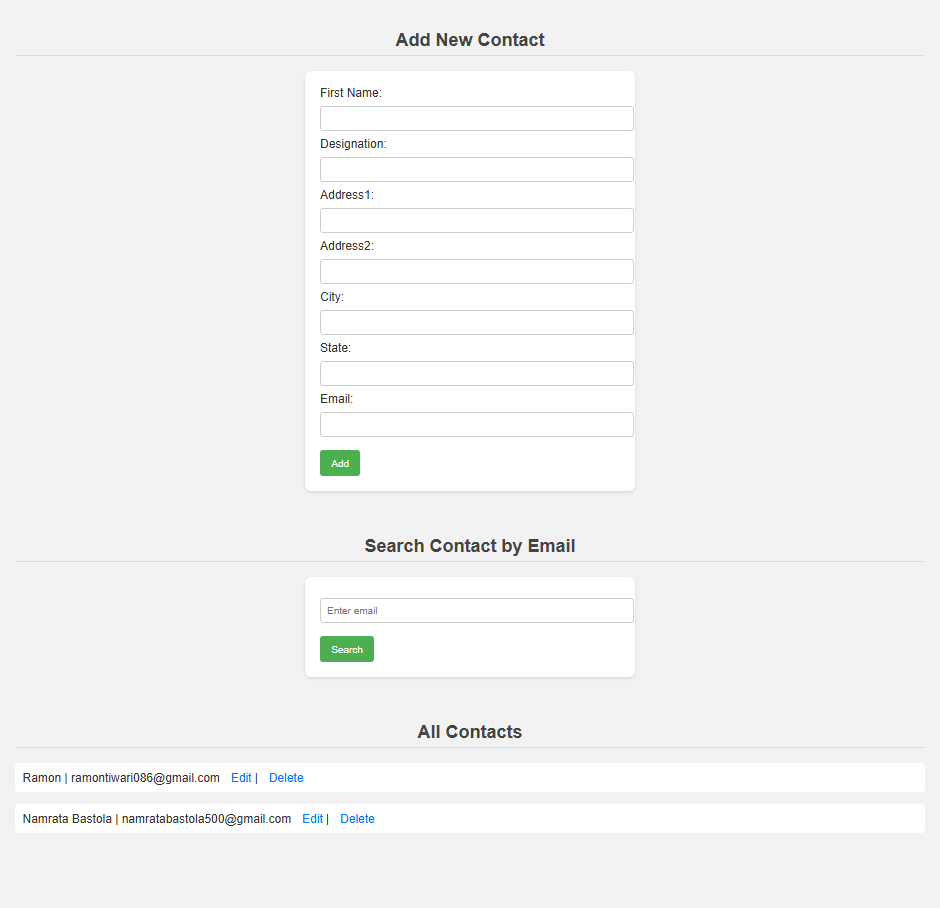 Add New Contact
First Name:
Designation:
Address1:
Address2:
City:
State:
Email:
Add
Search Contact by Email
Enter email
Search
All Contacts
Ramon | ramontiwari086@gmail.com Edit | Delete
Namrata Bastola | namratabastola500@gmail.com Edit | Delete